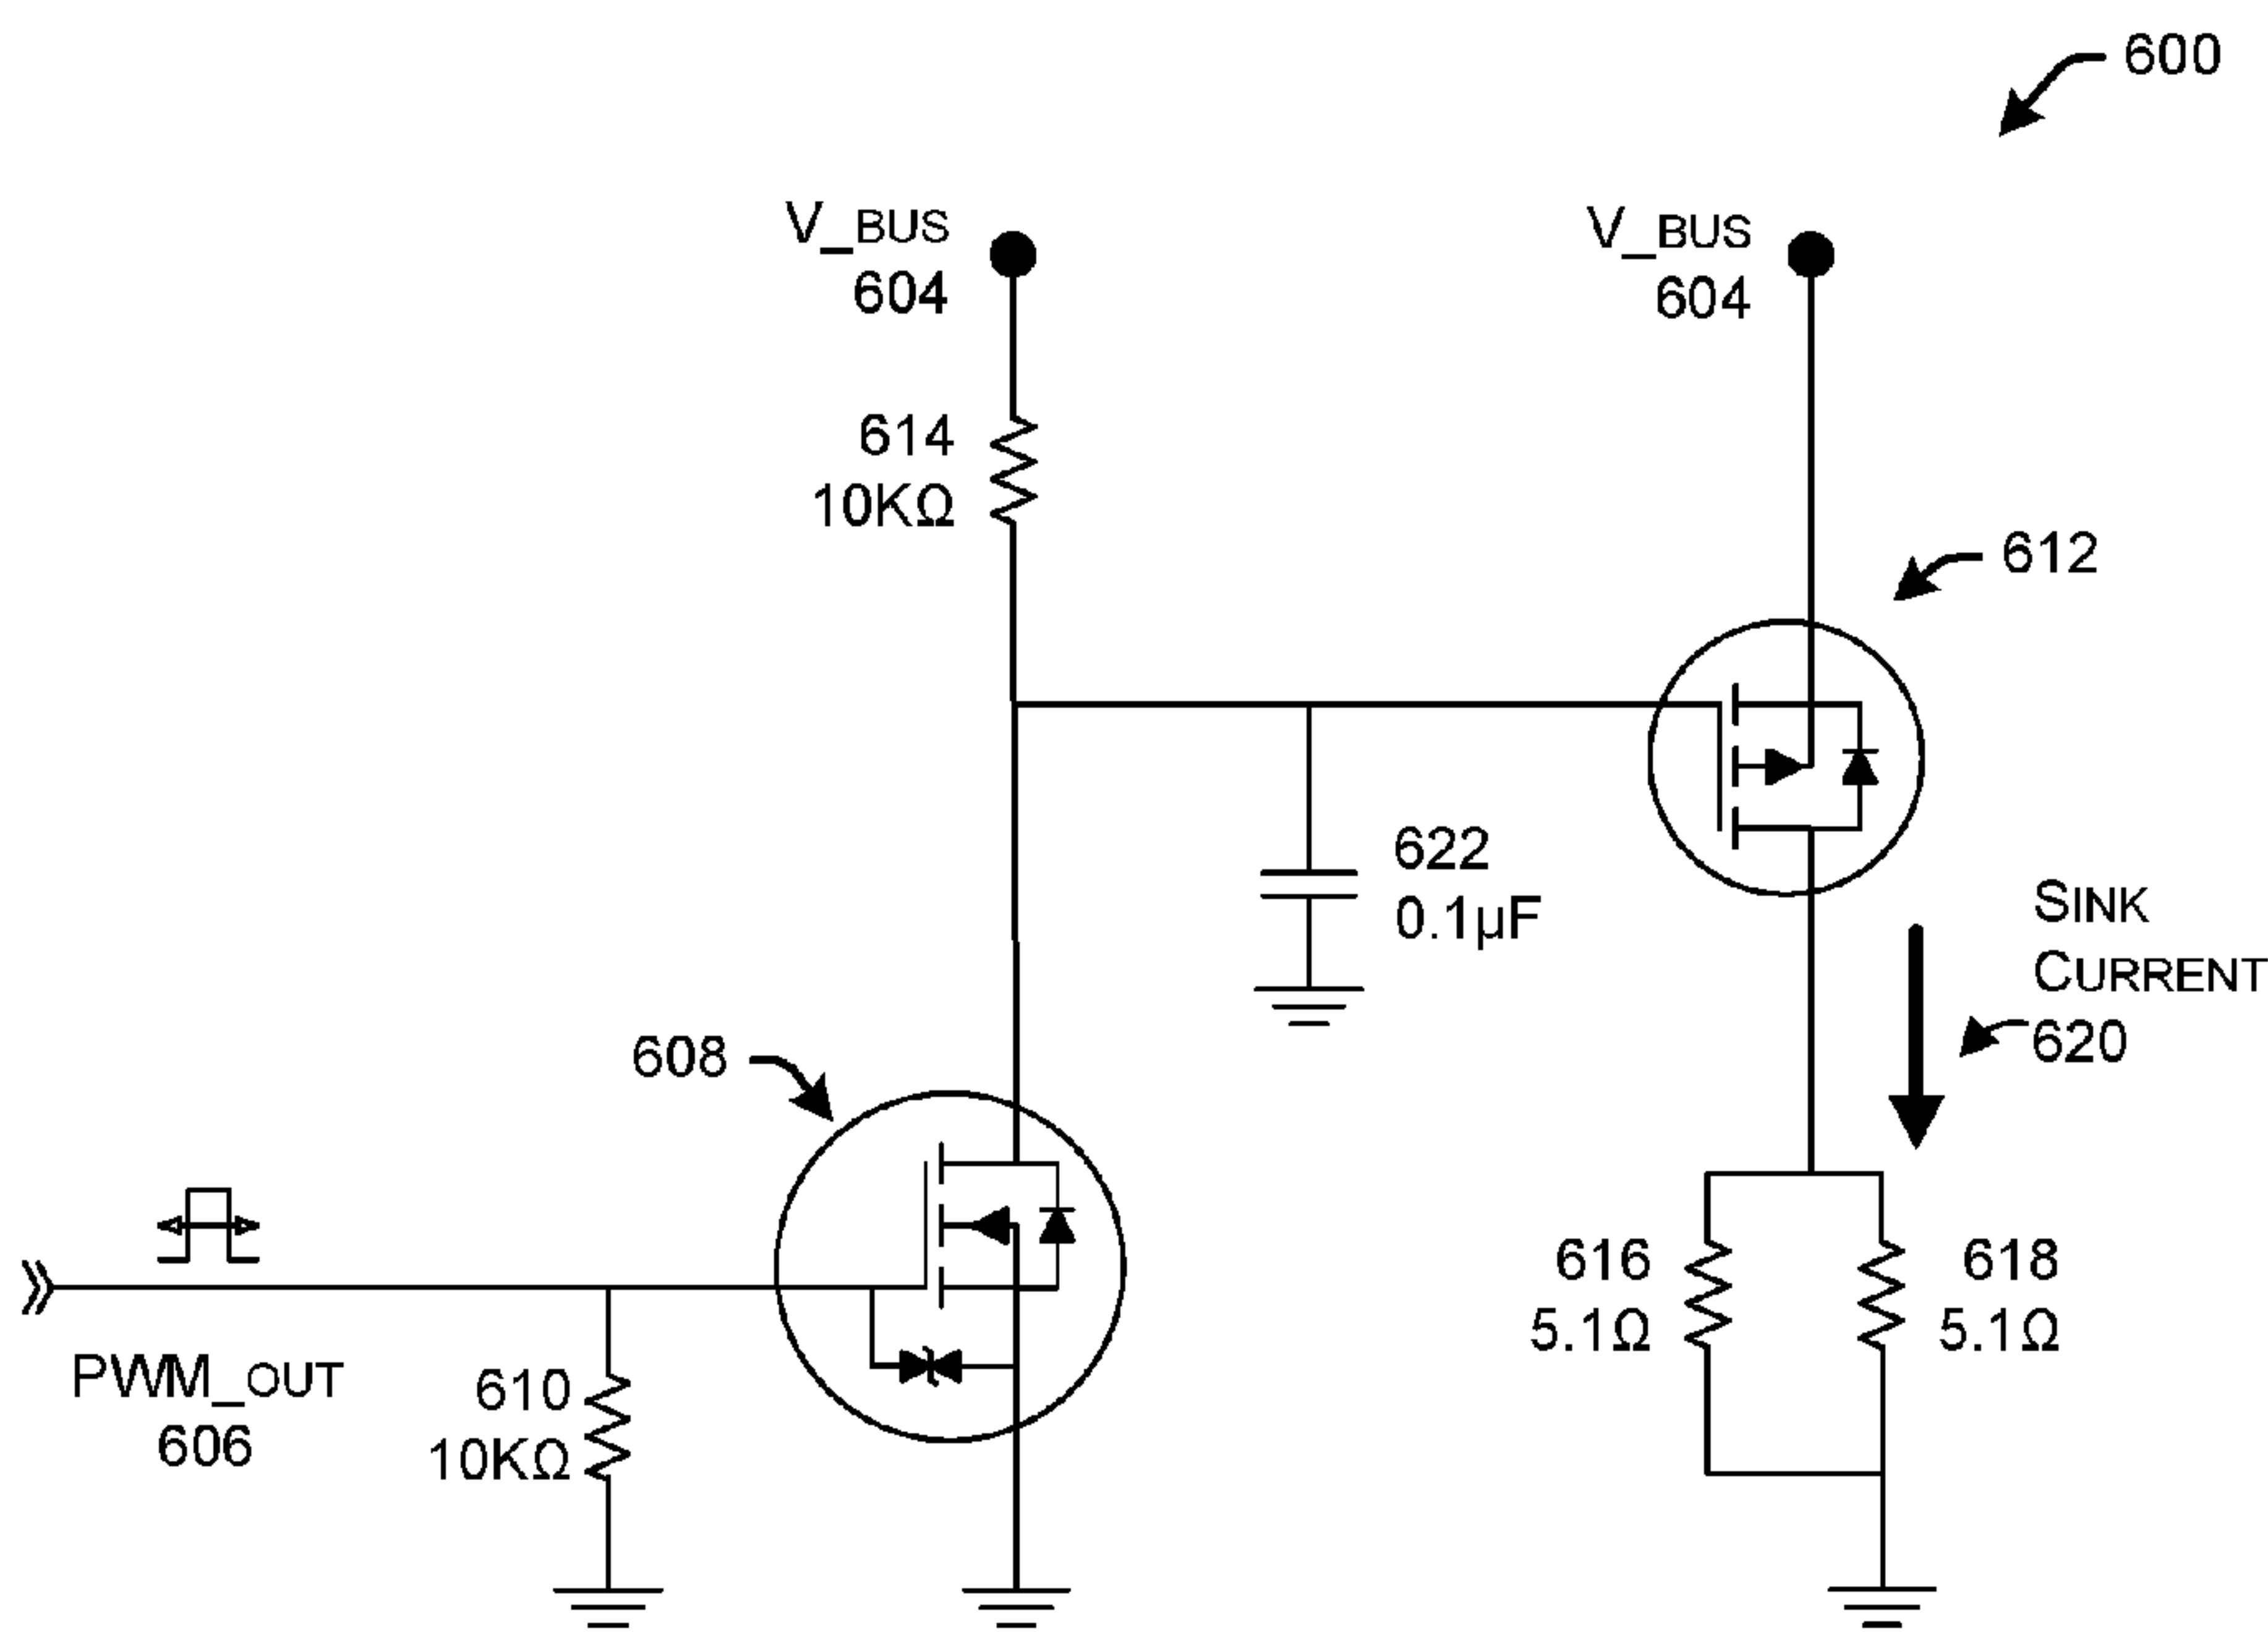 600
V_BUS
604
V_BUS
604
614
10KΩ
612
622
0.1µF
SINK
CURRENT
620
608
PWM_OUT
606
610
10KΩ
616
5.1Ω
618
5.1Ω